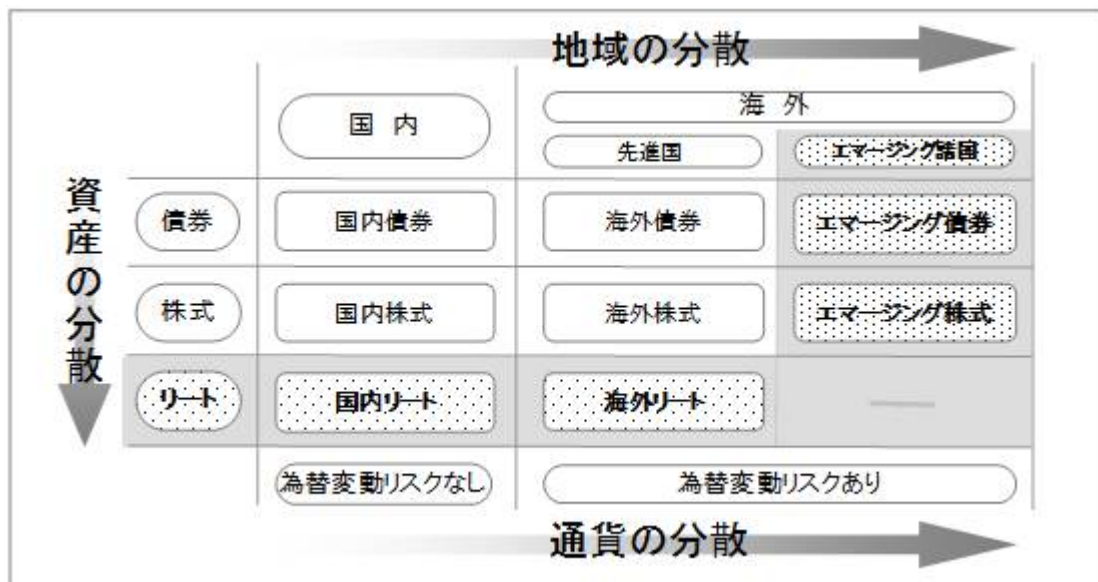 地域の分散
国内
海外
先進国
エマージング諸国
資産の分散
債券
国内債券
海外債券
エマージング債券
株式
国内株式
海外株式
エマージング株式
リート
国内リート
海外リート
為替変動リスクなし
為替変動リスクあり
通貨の分散